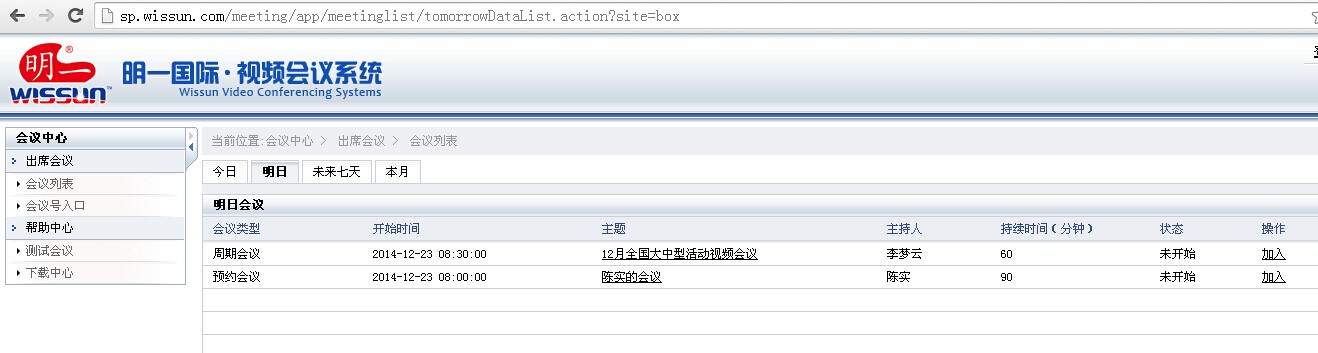 sp.wissun.com/meeting/app/meetinglist/tomorrowDataList.action?site=box
明一® WISSUN™
明一国际·视频会议系统
Wissun Video Conferencing Systems
会议中心
出席会议
会议列表
会议号入口
帮助中心
测试会议
下载中心
当前位置:会议中心 > 出席会议 > 会议列表
今日 明日 未来七天 本月
明日会议
会议类型 开始时间 主题 主持人 持续时间(分钟) 状态 操作
周期会议 2014-12-23 08:30:00 12月全国大中型活动视频会议 李梦云 60 未开始 加入
预约会议 2014-12-23 08:00:00 陈实的会议 陈实 90 未开始 加入